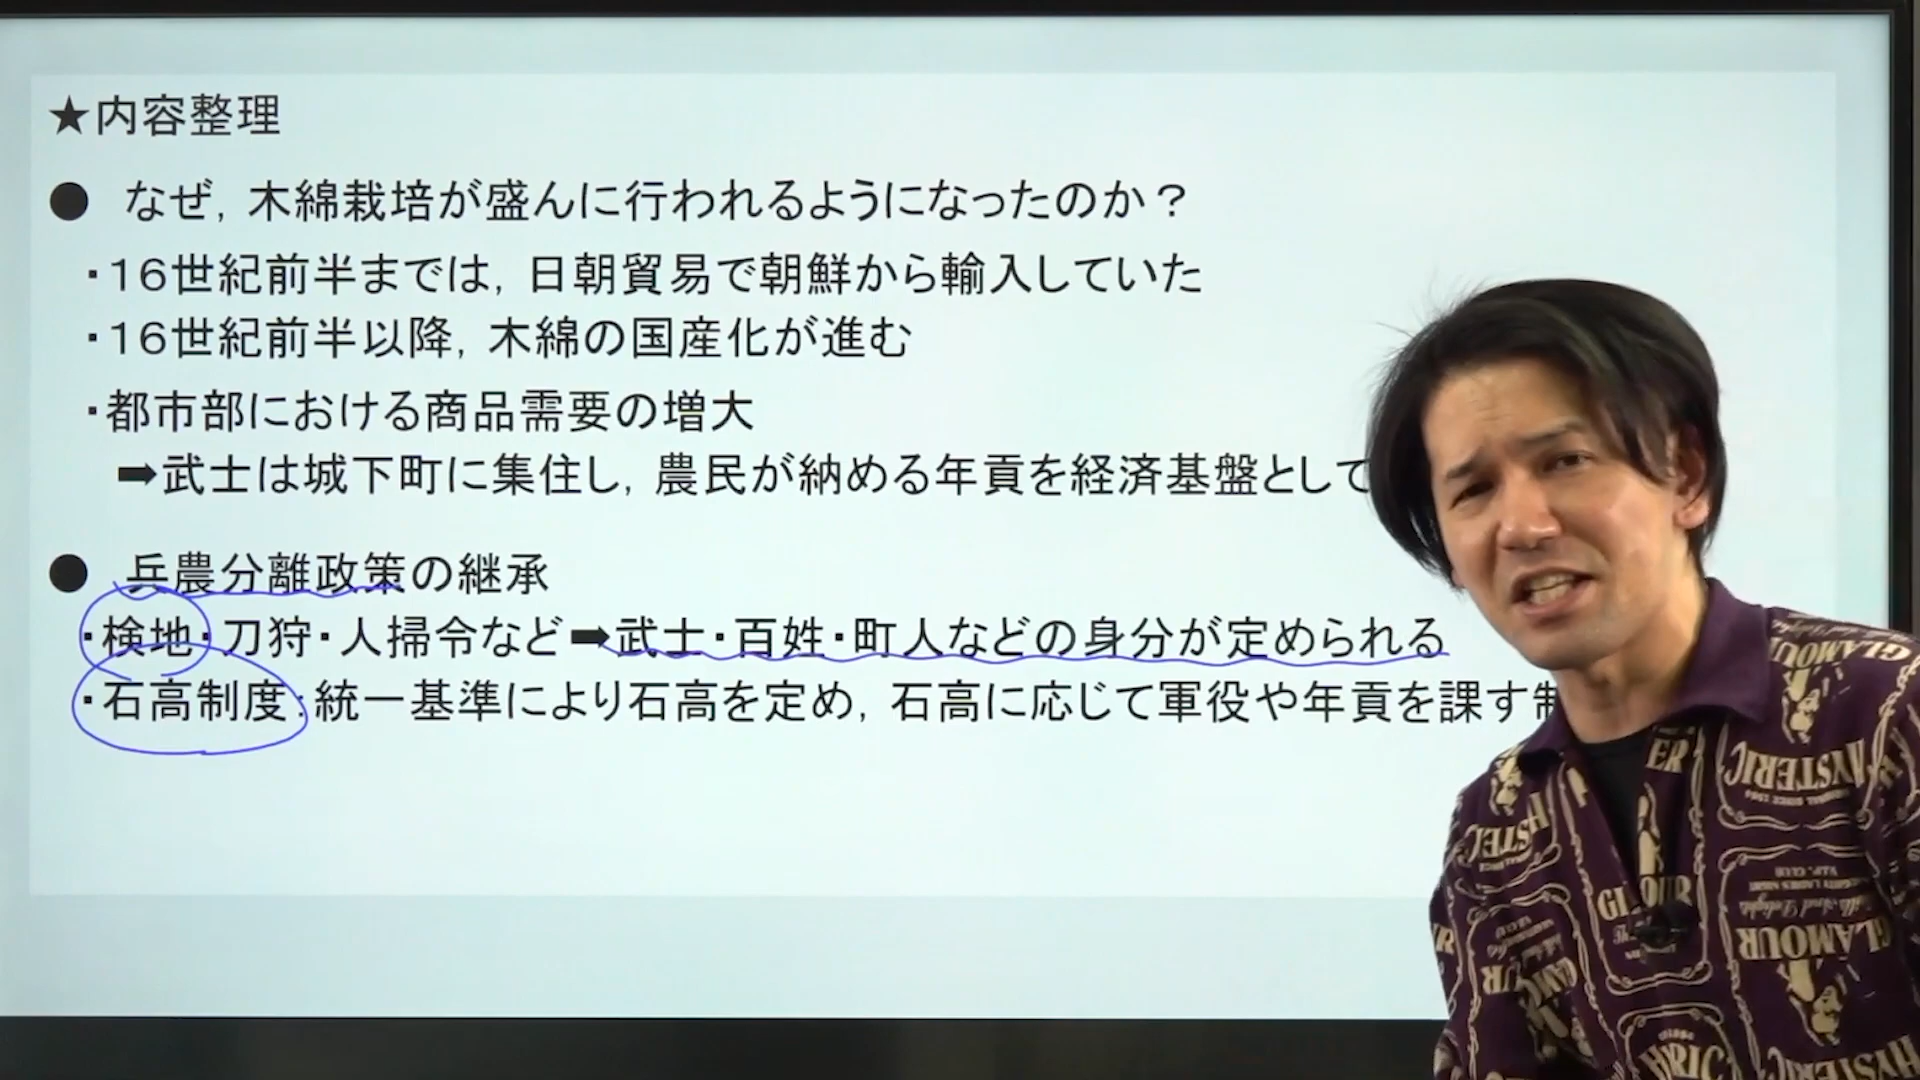 ★内容整理
● なぜ，木綿栽培が盛んに行われるようになったのか？
・１６世紀前半までは，日朝貿易で朝鮮から輸入していた
・１６世紀前半以降，木綿の国産化が進む
・都市部における商品需要の増大
➡武士は城下町に集住し，農民が納める年貢を経済基盤として
● 兵農分離政策の継承
・検地・刀狩・人掃令など➡武士・百姓・町人などの身分が定められる
・石高制度：統一基準により石高を定め，石高に応じて軍役や年貢を課す制
GLAMOUR
HYSTERIC
GLAMOUR